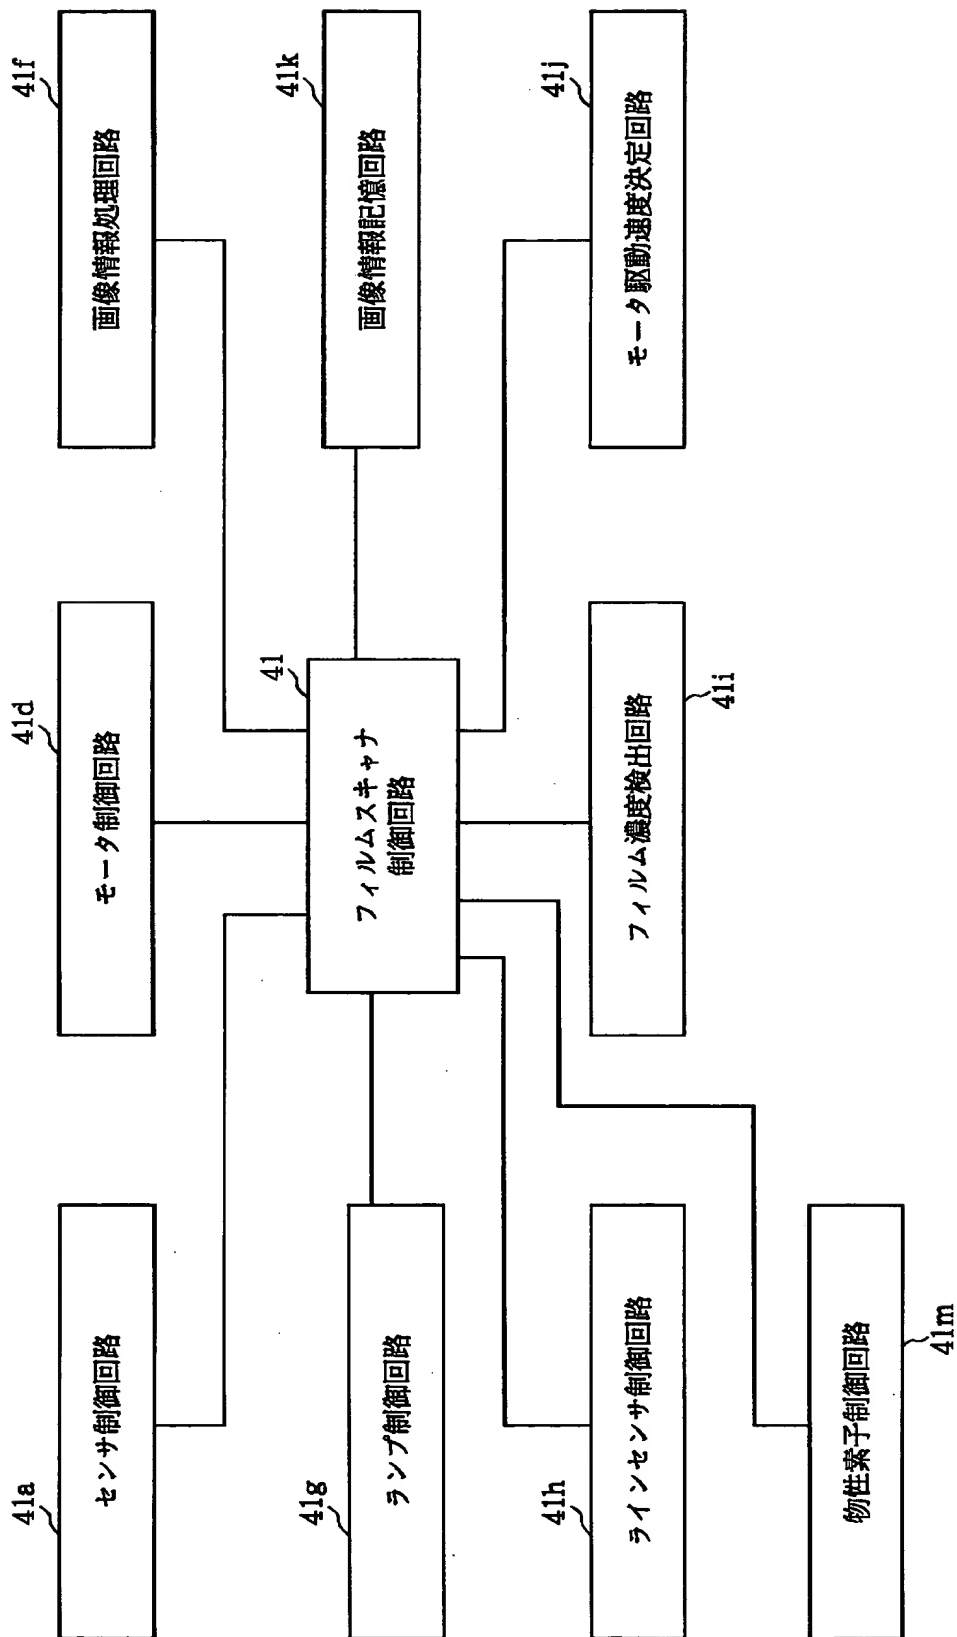 41a
センサ制御回路
41d
モータ制御回路
41f
画像情報処理回路
41g
ランプ制御回路
41
フィルムスキャナ
制御回路
41k
画像情報記憶回路
41h
ラインセンサ制御回路
フィルム濃度検出回路
41i
41j
モータ駆動速度決定回路
物性素子制御回路
41m